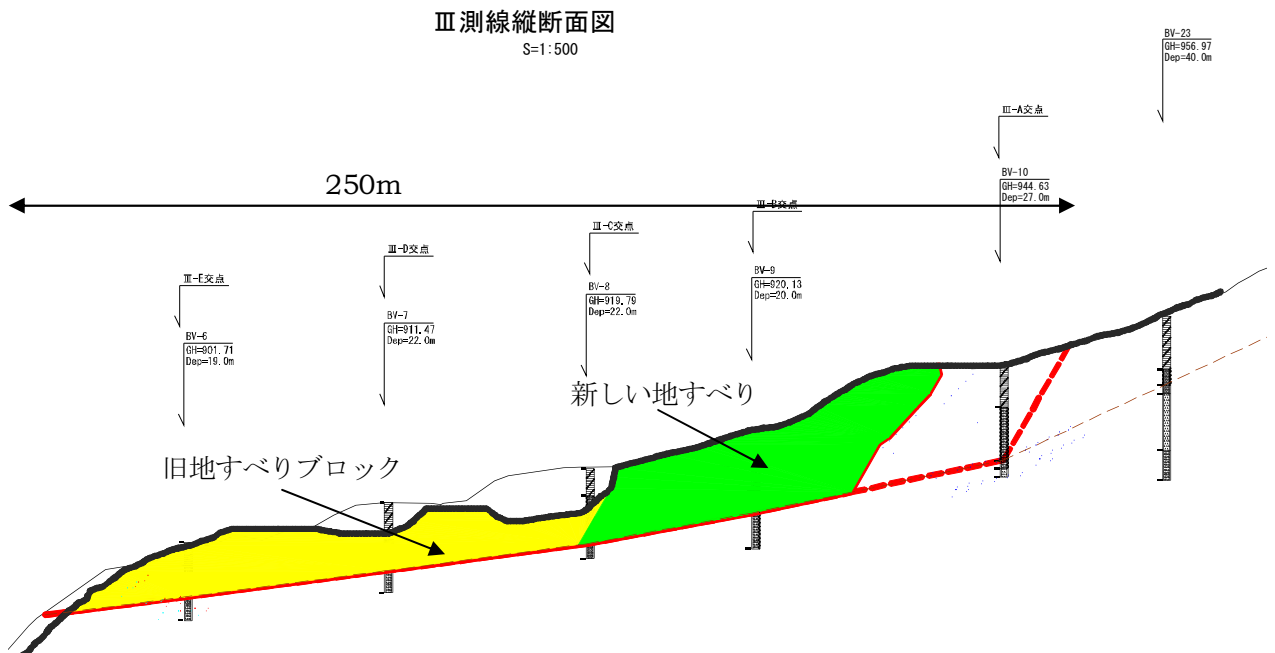 Ⅲ測線縦断面図
S=1:500
BV-23
GH=956.97
Dep=40.0m
Ⅲ-A交点
BV-10
GH=944.63
Dep=27.0m
250m
Ⅲ-B交点
Ⅲ-C交点
Ⅲ-D交点
BV-9
GH=920.13
Dep=20.0m
Ⅲ-E交点
BV-8
GH=919.79
Dep=22.0m
BV-7
GH=911.47
Dep=22.0m
BV-6
GH=901.71
Dep=19.0m
新しい地すべり
旧地すべりブロック